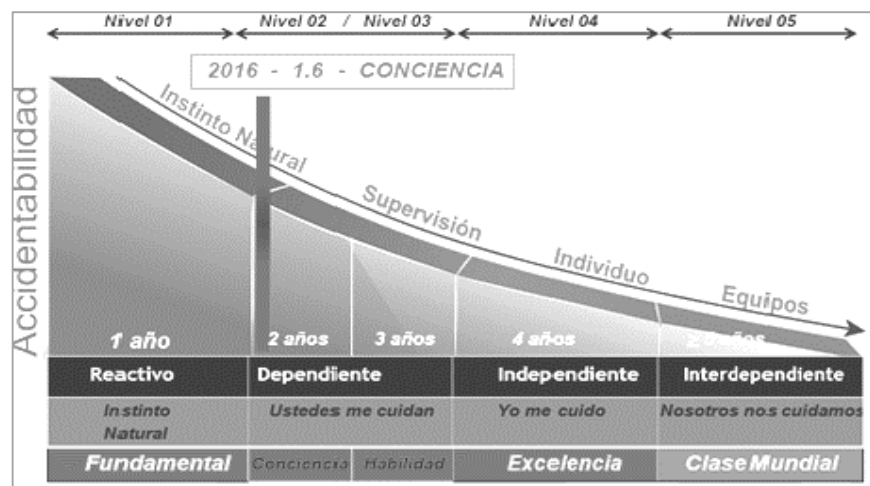 Nivel 01 Nivel 02 / Nivel 03 Nivel 04 Nivel 05
2016 - 1.6 - CONCIENCIA
Accidentabilidad
Instinto Natural
Supervisión
Individuo
Equipos
1 año 2 años 3 años 4 años años
Reactivo Dependiente Independiente Interdependiente
Instinto Ustedes me cuidan Yo me cuido Nosotros nos cuidamos
Natural
Fundamental Conciencia Habilidad Excelencia Clase Mundial